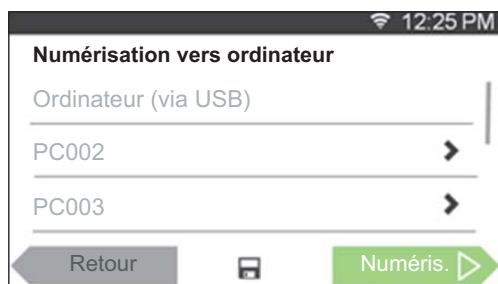 12:25 PM
Numérisation vers ordinateur
Ordinateur (via USB)
PC002
PC003
Retour
Numéris.